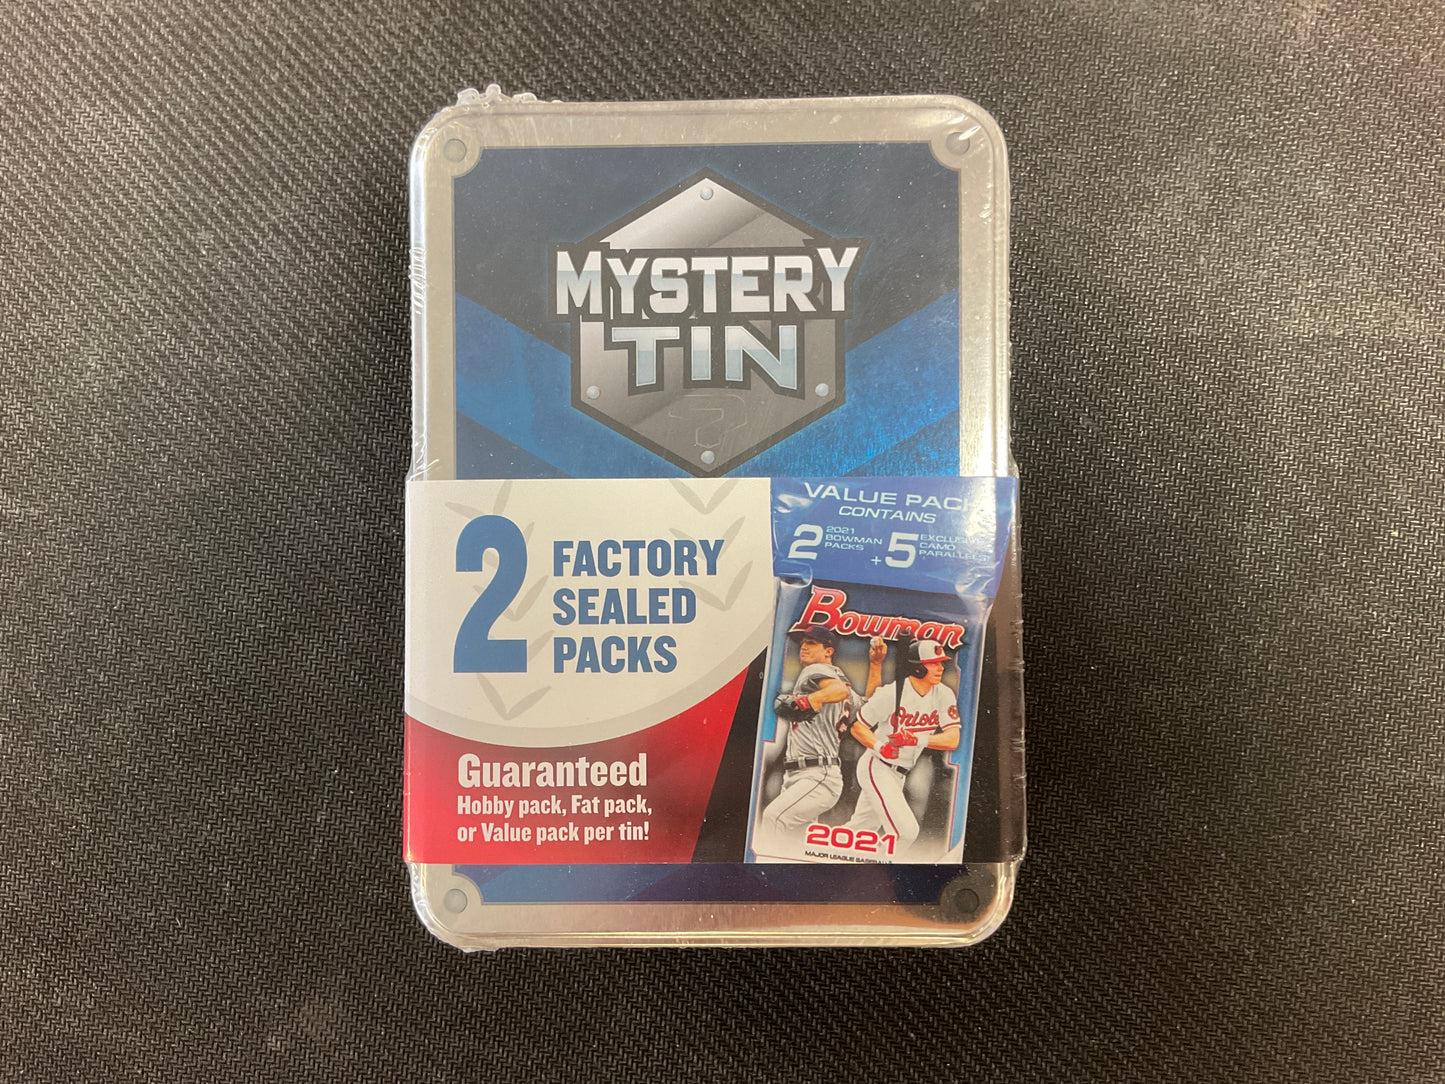 MYSTERY
TIN
?
2 FACTORY
SEALED
PACKS
Guaranteed
Hobby pack, Fat pack,
or Value pack per tin!
VALUE PACK
CONTAINS
2 2021
BOWMAN
PACKS
+ 5 EXCLUSIVE
CAMO
PARALLELS
Bowman
Orioles
2021
MAJOR LEAGUE BASEBALL